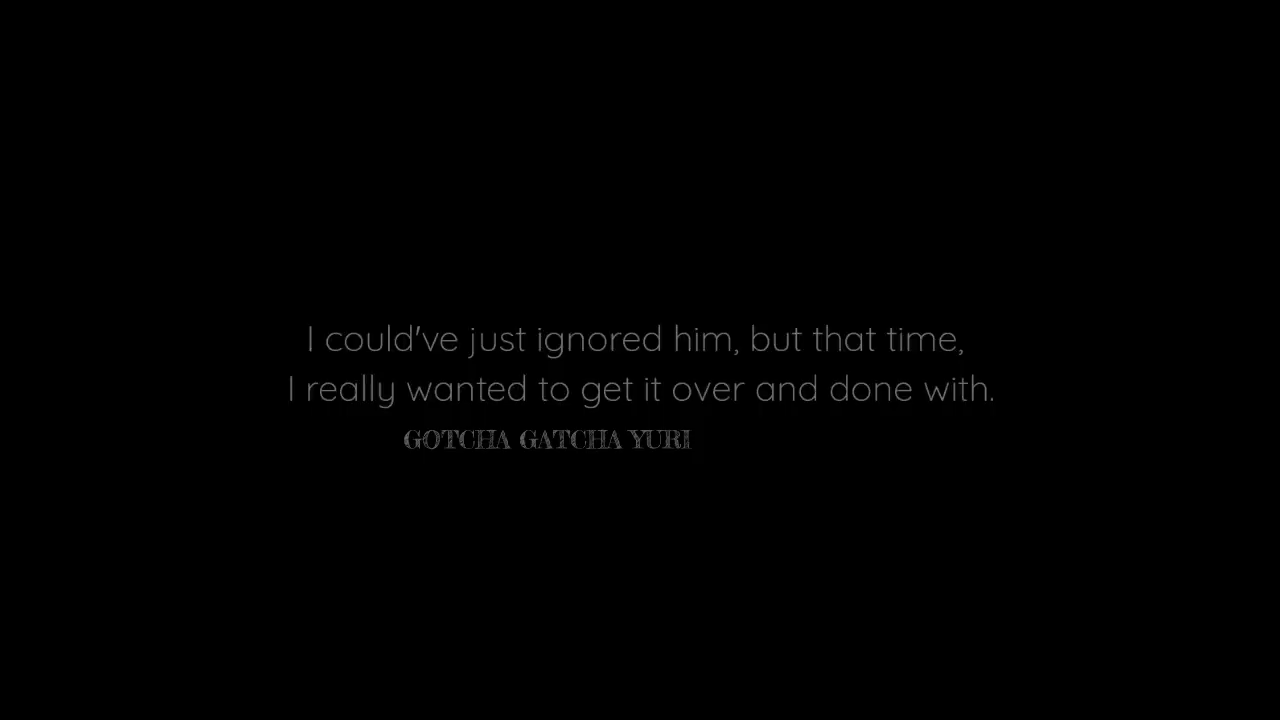 I could've just ignored him, but that time,
I really wanted to get it over and done with.
GOTCHA GATCHA YURI